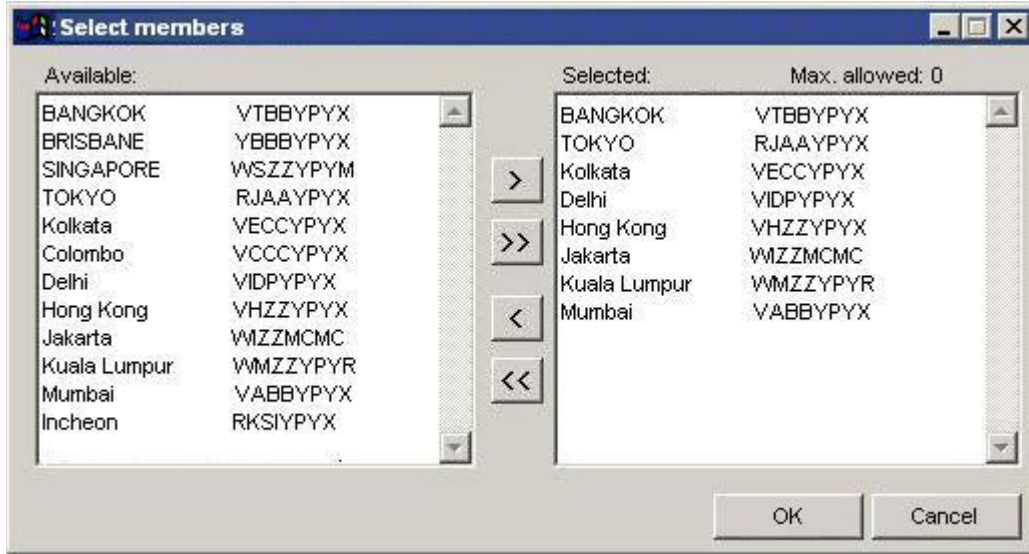 Select members
Available:
BANGKOK VTBBYPYX
BRISBANE YBBBYPYX
SINGAPORE WSZZYPYM
TOKYO RJAAYPYX
Kolkata VECCYPYX
Colombo VCCCYPYX
Delhi VIDPYPYX
Hong Kong VHZZYPYX
Jakarta WIZZMCMC
Kuala Lumpur WMZZYPYR
Mumbai VABBYPYX
Incheon RKSIYPYX
>
>>
<
<<
Selected: Max. allowed: 0
BANGKOK VTBBYPYX
TOKYO RJAAYPYX
Kolkata VECCYPYX
Delhi VIDPYPYX
Hong Kong VHZZYPYX
Jakarta WIZZMCMC
Kuala Lumpur WMZZYPYR
Mumbai VABBYPYX
OK Cancel